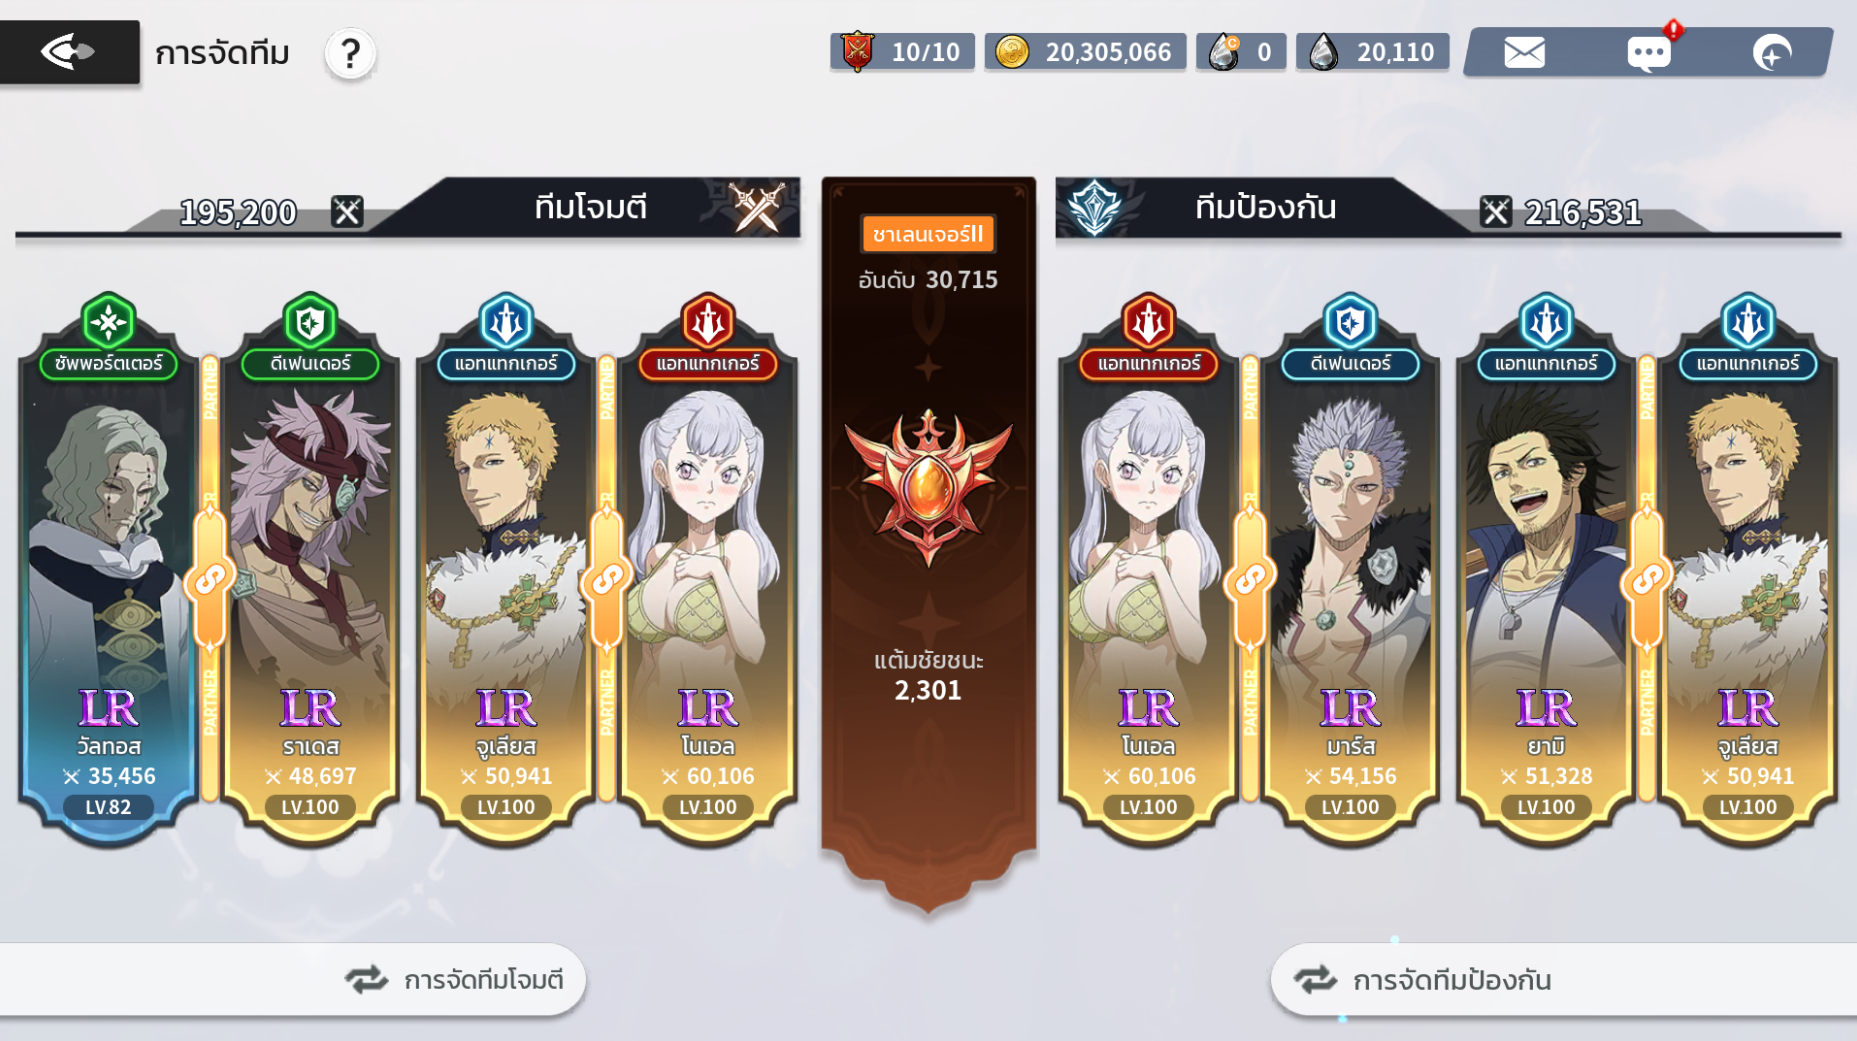 การจัดทีม
?
10/10
20,305,066
0
20,110
195,200
ทีมโจมตี
ชาเลนเจอร์II
อันดับ 30,715
ทีมป้องกัน
216,531
ซัพพอร์ตเตอร์
ดีเฟนเดอร์
แอทแทกเกอร์
แอทแทกเกอร์
แอทแทกเกอร์
ดีเฟนเดอร์
แอทแทกเกอร์
แอทแทกเกอร์
PARTNER
PARTNER
PARTNER
PARTNER
แต้มชัยชนะ
2,301
PARTNER
PARTNER
PARTNER
PARTNER
LR
LR
LR
LR
LR
LR
LR
LR
วัลทอส
ราเดส
จูเลียส
โนเอล
โนเอล
มาร์ส
ยามิ
จูเลียส
35,456
48,697
50,941
60,106
60,106
54,156
51,328
50,941
LV.82
LV.100
LV.100
LV.100
LV.100
LV.100
LV.100
LV.100
การจัดทีมโจมตี
การจัดทีมป้องกัน